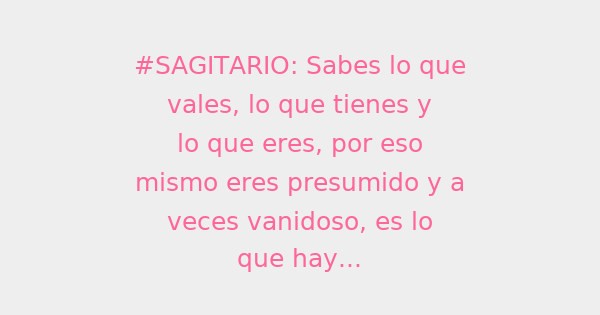 #SAGITARIO: Sabes lo que
vales, lo que tienes y
lo que eres, por eso
mismo eres presumido y a
veces vanidoso, es lo
que hay...